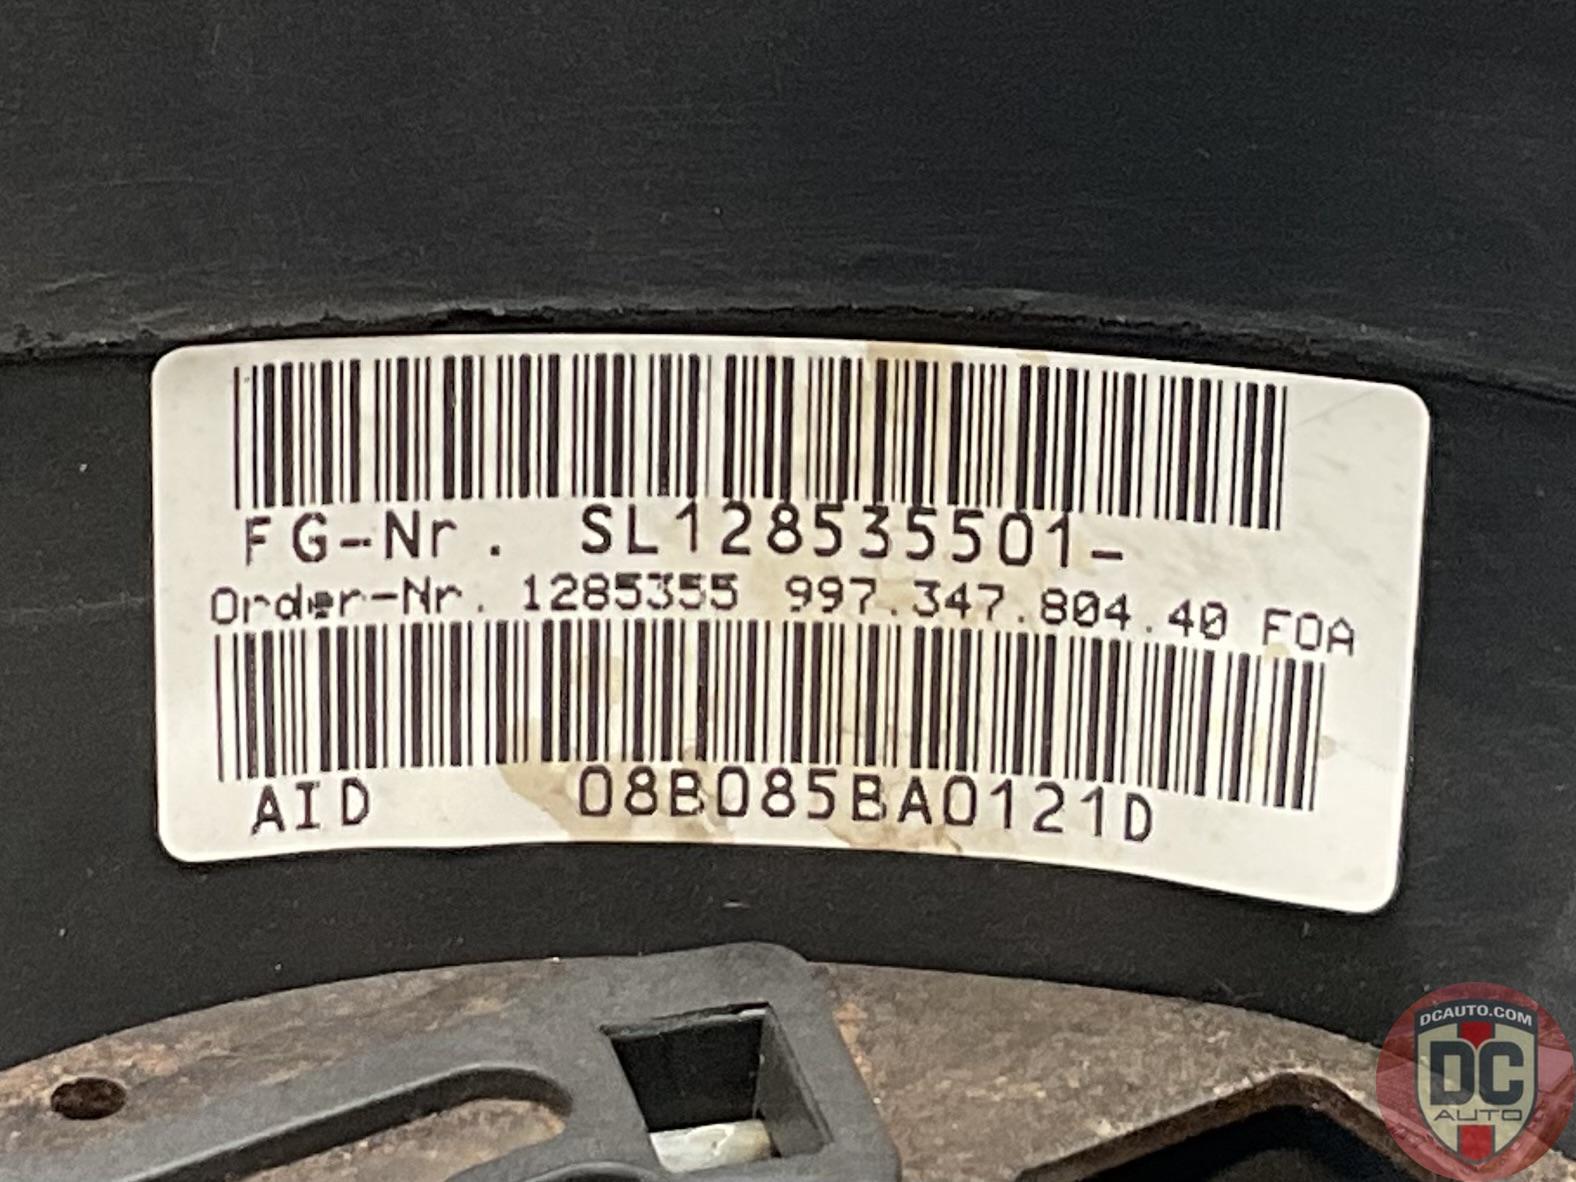 FG-Nr. SL128535501-
Order-Nr. 1285355 997.347.804.40 FOA
AID 08B085BA0121D
DCAUTO.COM
DC
AUTO